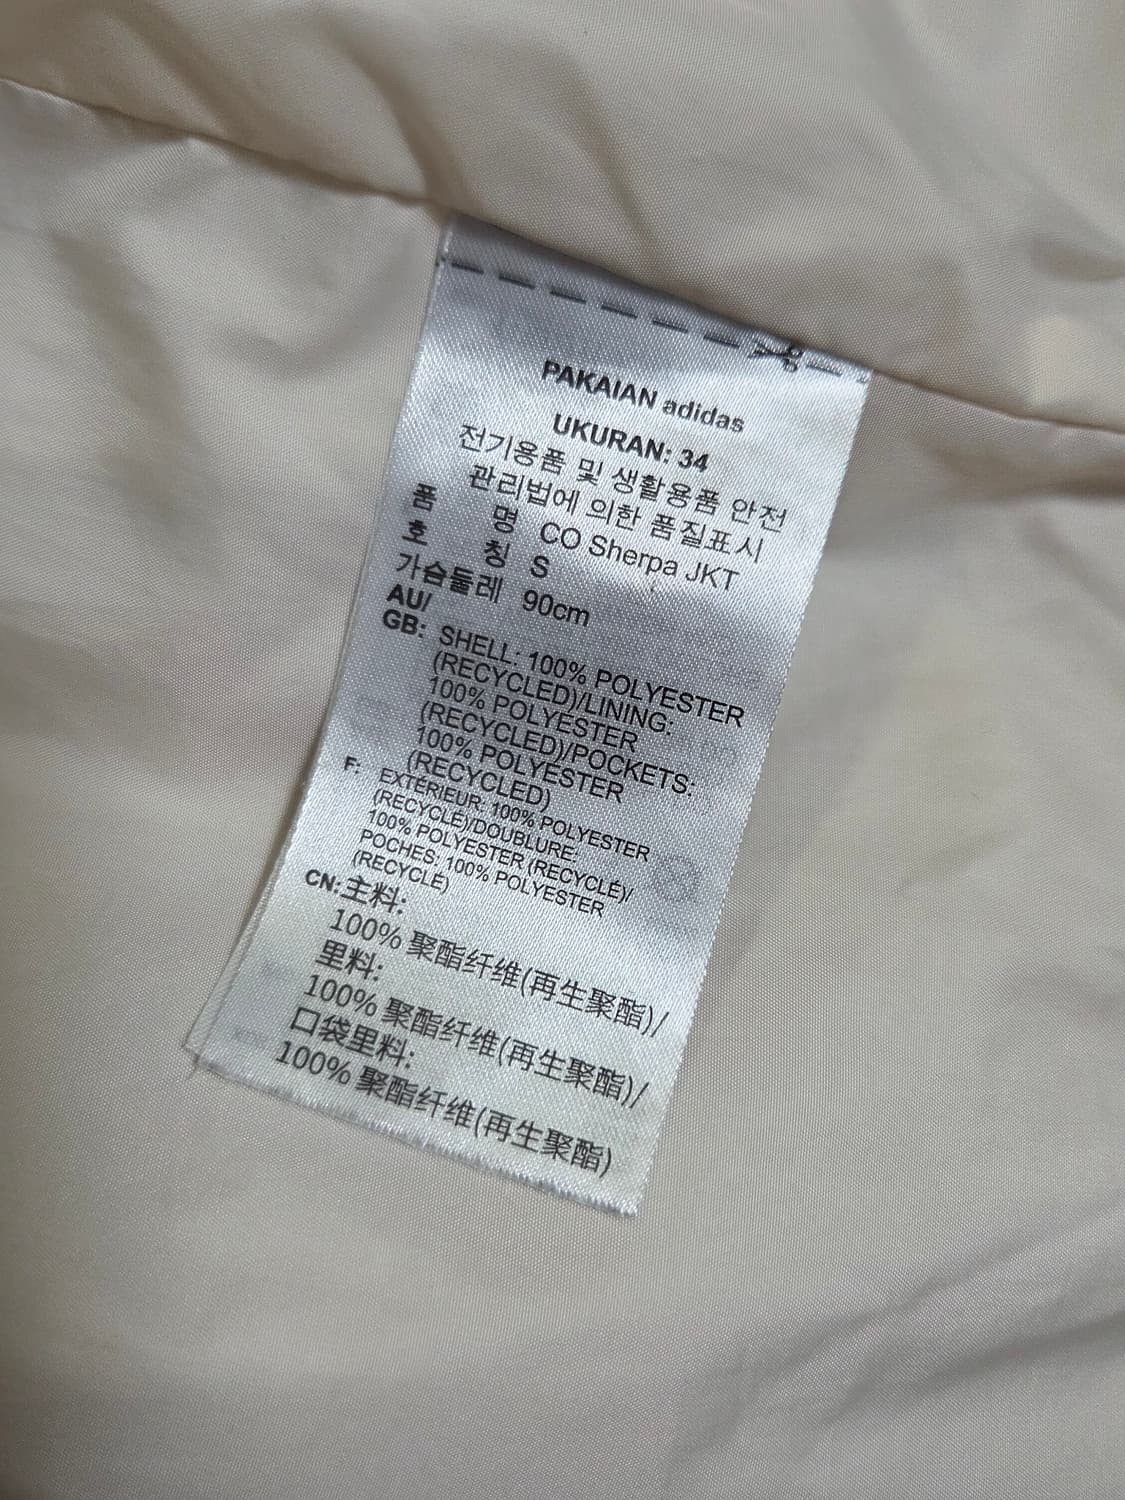 PAKAIAN adidas
UKURAN: 34
전기용품 및 생활용품 안전
관리법에 의한 품질표시
품 명 CO Sherpa JKT
호 칭 S
가슴둘레 90cm
AU/
GB: SHELL: 100% POLYESTER
(RECYCLED)/LINING:
100% POLYESTER
(RECYCLED)/POCKETS:
100% POLYESTER
(RECYCLED)
F: EXTÉRIEUR: 100% POLYESTER
(RECYCLÉ)/DOUBLURE:
100% POLYESTER (RECYCLÉ)/
POCHES: 100% POLYESTER
(RECYCLÉ)
CN: 主料:
100% 聚酯纤维(再生聚酯)/
里料:
100% 聚酯纤维(再生聚酯)/
口袋里料:
100% 聚酯纤维(再生聚酯)